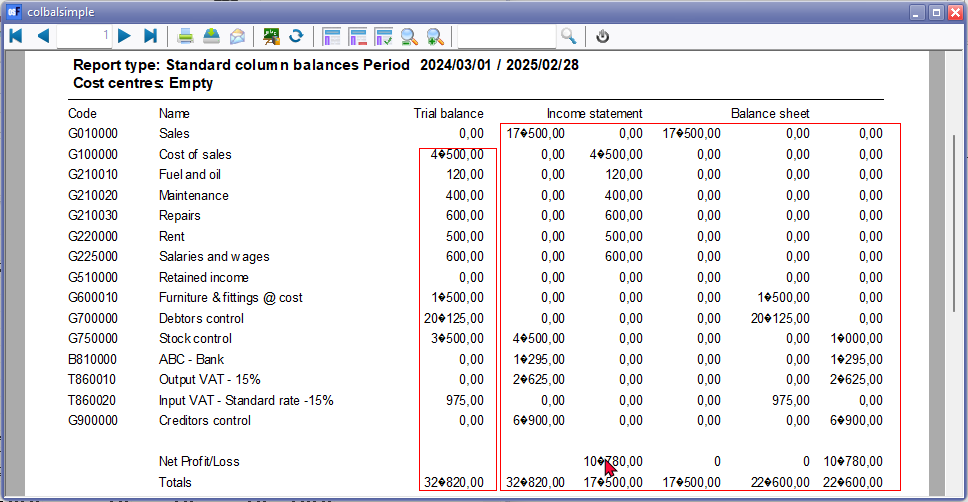 colbalsimple
1
Report type: Standard column balances Period 2024/03/01 / 2025/02/28
Cost centres: Empty
Code Name Trial balance Income statement Balance sheet
G010000 Sales 0,00 17�500,00 0,00 17�500,00 0,00 0,00
G100000 Cost of sales 4�500,00 0,00 4�500,00 0,00 0,00 0,00
G210010 Fuel and oil 120,00 0,00 120,00 0,00 0,00 0,00
G210020 Maintenance 400,00 0,00 400,00 0,00 0,00 0,00
G210030 Repairs 600,00 0,00 600,00 0,00 0,00 0,00
G220000 Rent 500,00 0,00 500,00 0,00 0,00 0,00
G225000 Salaries and wages 600,00 0,00 600,00 0,00 0,00 0,00
G510000 Retained income 0,00 0,00 0,00 0,00 0,00 0,00
G600010 Furniture & fittings @ cost 1�500,00 0,00 0,00 0,00 1�500,00 0,00
G700000 Debtors control 20�125,00 0,00 0,00 0,00 20�125,00 0,00
G750000 Stock control 3�500,00 4�500,00 0,00 0,00 0,00 1�000,00
B810000 ABC - Bank 0,00 1�295,00 0,00 0,00 0,00 1�295,00
T860010 Output VAT - 15% 0,00 2�625,00 0,00 0,00 0,00 2�625,00
T860020 Input VAT - Standard rate -15% 975,00 0,00 0,00 0,00 975,00 0,00
G900000 Creditors control 0,00 6�900,00 0,00 0,00 0,00 6�900,00
Net Profit/Loss 10�780,00 0 0 10�780,00
Totals 32�820,00 32�820,00 17�500,00 17�500,00 22�600,00 22�600,00